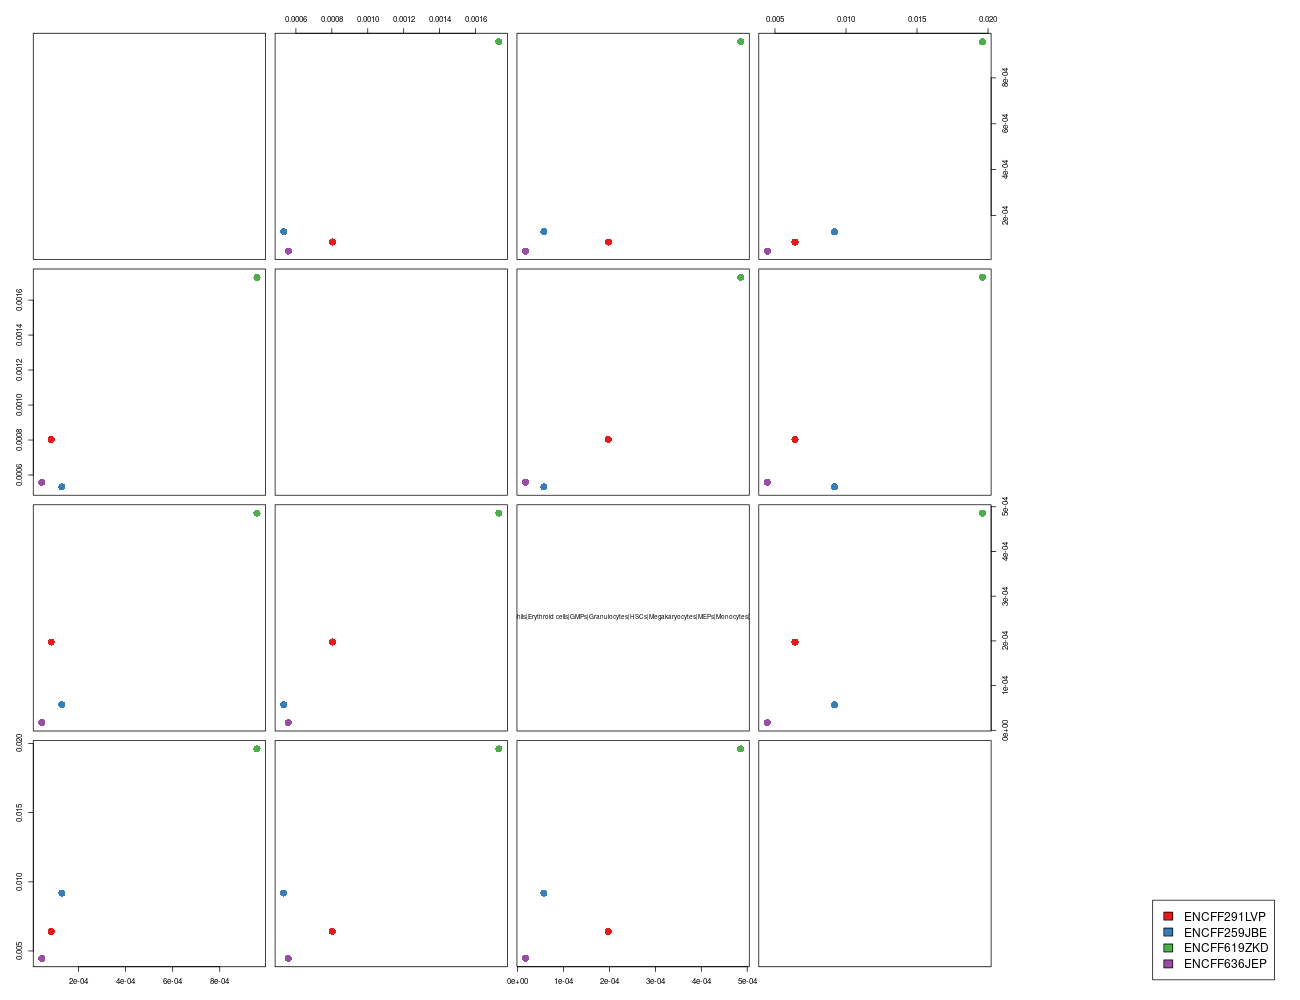 0.0006 0.0008 0.0010 0.0012 0.0014 0.0016
0.005 0.010 0.015 0.020
2e-04 4e-04 6e-04 8e-04
0.0006 0.0008 0.0010 0.0012 0.0014 0.0016
|Erythroid cells|GMPs|Granulocytes|HSCs|Megakaryocytes|MEPs|Monocytes|
0e+00 1e-04 2e-04 3e-04 4e-04 5e-04
0.005 0.010 0.015 0.020
2e-04 4e-04 6e-04 8e-04
0e+00 1e-04 2e-04 3e-04 4e-04 5e-04
ENCFF291LVP
ENCFF259JBE
ENCFF619ZKD
ENCFF636JEP